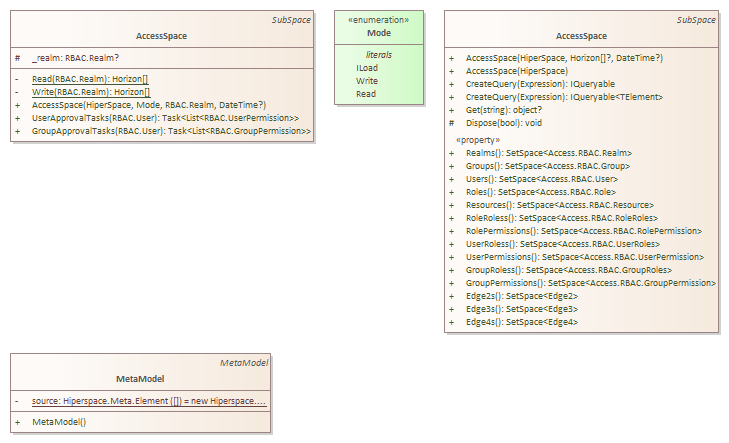 SubSpace
AccessSpace
# _realm: RBAC.Realm?
- Read(RBAC.Realm): Horizon[]
- Write(RBAC.Realm): Horizon[]
+ AccessSpace(HiperSpace, Mode, RBAC.Realm, DateTime?)
+ UserApprovalTasks(RBAC.User): Task<List<RBAC.UserPermission>>
+ GroupApprovalTasks(RBAC.User): Task<List<RBAC.GroupPermission>>
«enumeration»
Mode
literals
ILoad
Write
Read
SubSpace
AccessSpace
+ AccessSpace(HiperSpace, Horizon[]?, DateTime?)
+ AccessSpace(HiperSpace)
+ CreateQuery(Expression): IQueryable
+ CreateQuery(Expression): IQueryable<TElement>
+ Get(string): object?
# Dispose(bool): void
«property»
+ Realms(): SetSpace<Access.RBAC.Realm>
+ Groups(): SetSpace<Access.RBAC.Group>
+ Users(): SetSpace<Access.RBAC.User>
+ Roles(): SetSpace<Access.RBAC.Role>
+ Resources(): SetSpace<Access.RBAC.Resource>
+ RoleRoless(): SetSpace<Access.RBAC.RoleRoles>
+ RolePermissions(): SetSpace<Access.RBAC.RolePermission>
+ UserRoless(): SetSpace<Access.RBAC.UserRoles>
+ UserPermissions(): SetSpace<Access.RBAC.UserPermission>
+ GroupRoless(): SetSpace<Access.RBAC.GroupRoles>
+ GroupPermissions(): SetSpace<Access.RBAC.GroupPermission>
+ Edge2s(): SetSpace<Edge2>
+ Edge3s(): SetSpace<Edge3>
+ Edge4s(): SetSpace<Edge4>
MetaModel
MetaModel
- source: Hiperspace.Meta.Element ([]) = new Hiperspace....
+ MetaModel()